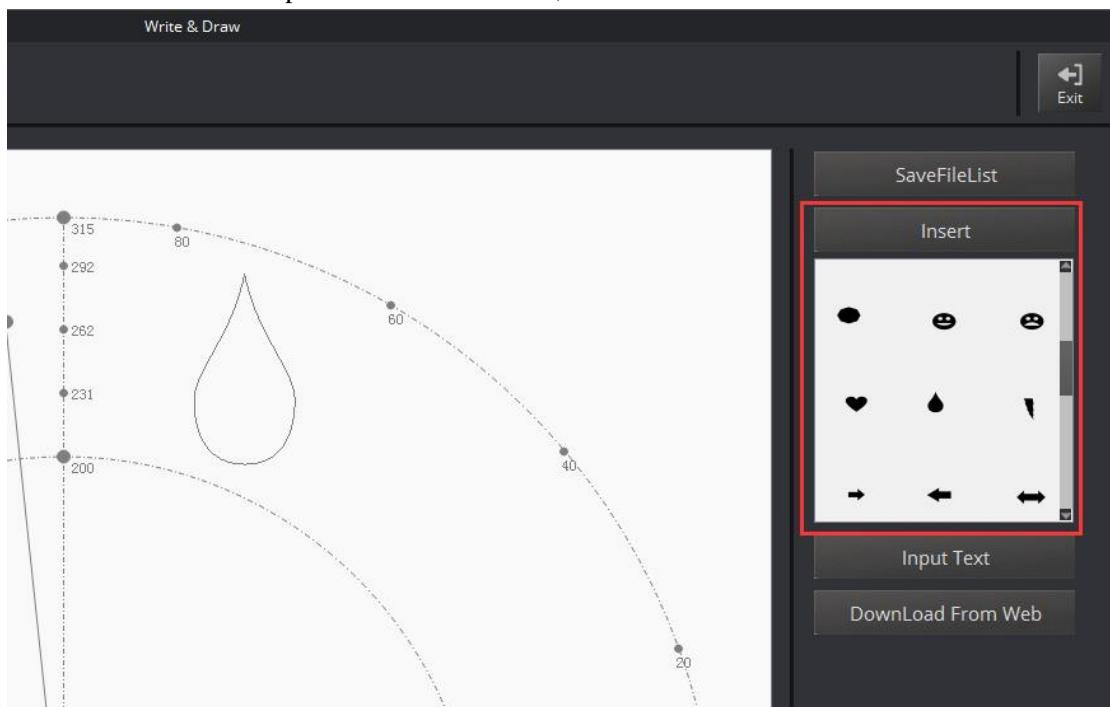 Write & Draw
Exit
SaveFileList
Insert
315
80
292
60
262
231
200
40
20
Input Text
DownLoad From Web